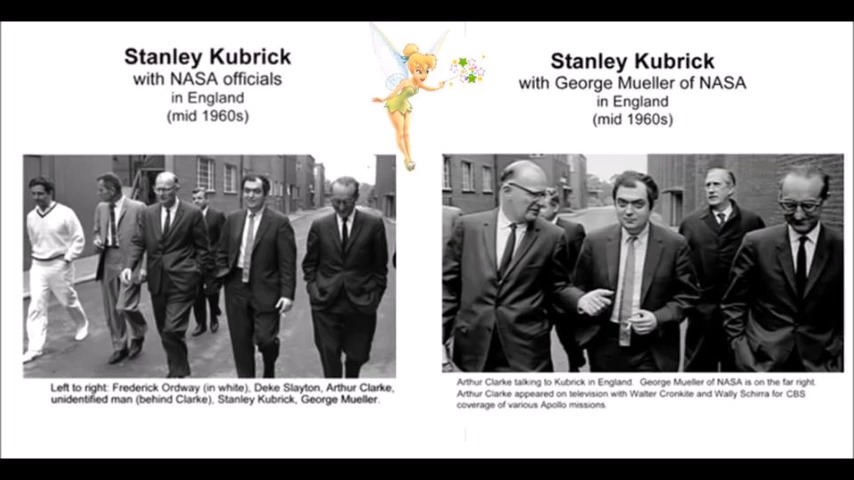 Stanley Kubrick
with NASA officials
in England
(mid 1960s)
Left to right: Frederick Ordway (in white), Deke Slayton, Arthur Clarke,
unidentified man (behind Clarke), Stanley Kubrick, George Mueller.
Stanley Kubrick
with George Mueller of NASA
in England
(mid 1960s)
Arthur Clarke talking to Kubrick in England. George Mueller of NASA is on the far right.
Arthur Clarke appeared on television with Walter Cronkite and Wally Schirra for CBS
coverage of various Apollo missions.